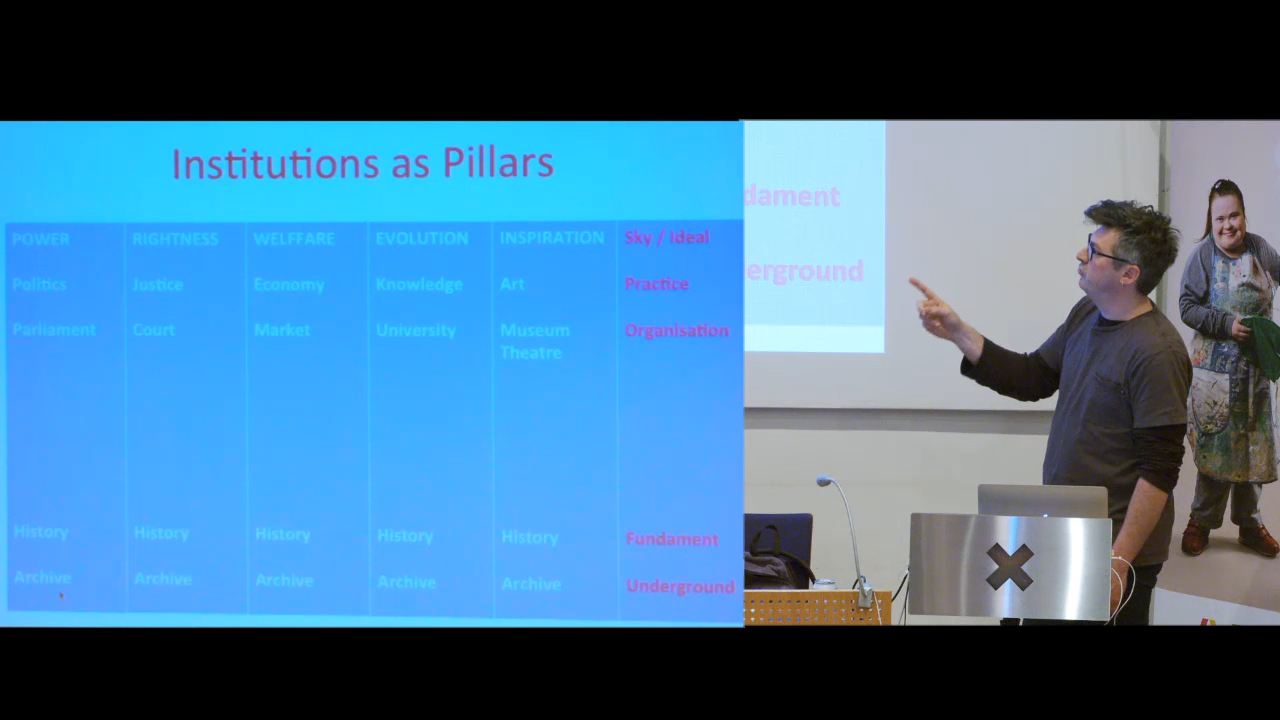 Institutions as Pillars
POWER RIGHTNESS WELFFARE EVOLUTION INSPIRATION Sky / Ideal
Politics Justice Economy Knowledge Art Practice
Parliament Court Market University Museum Organisation
Theatre
History History History History History Fundament
Archive Archive Archive Archive Archive Underground
dament
erground